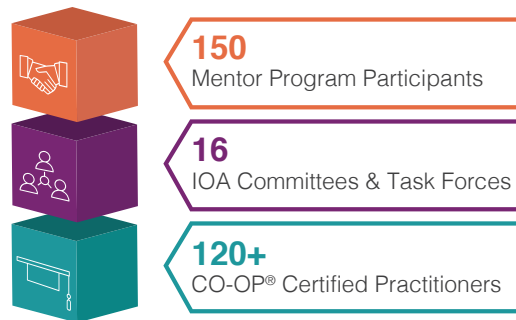 150
Mentor Program Participants
16
IOA Committees & Task Forces
120+
CO-OP® Certified Practitioners